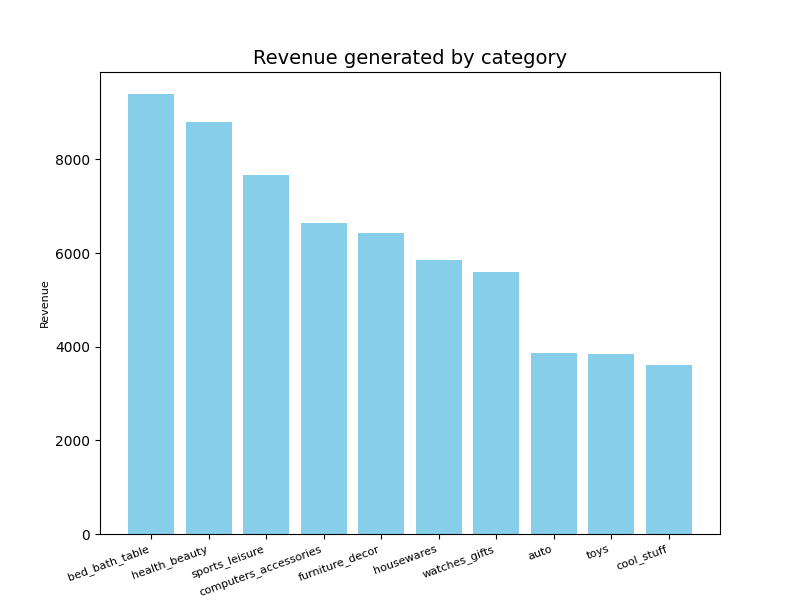 Revenue generated by category
Revenue
8000
6000
4000
2000
0
bed_bath_table
health_beauty
sports_leisure
computers_accessories
furniture_decor
housewares
watches_gifts
auto
toys
cool_stuff